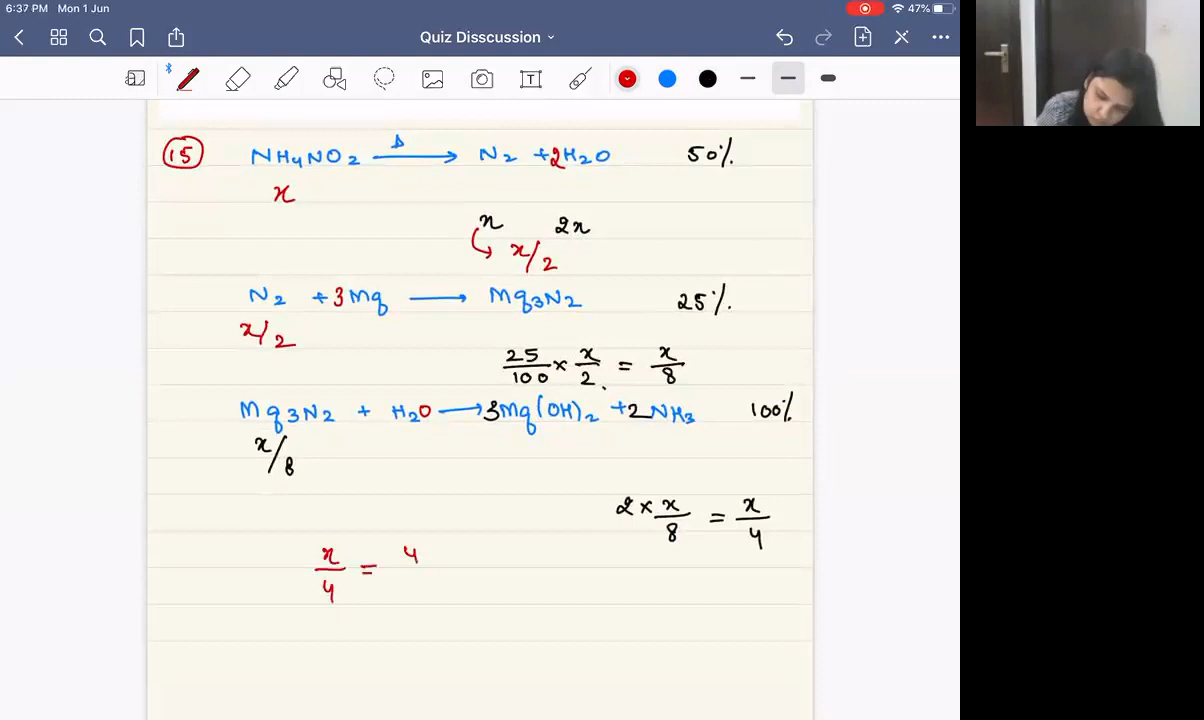 6:37 PM Mon 1 Jun
47%
Quiz Disscussion
T
15 NH4NO2 —Δ→ N2 + 2H2O 50%
x
x 2x
x/2
N2 + 3Mg ⟶ Mg3N2 25%
x/2
25/100 × x/2 = x/8
Mg3N2 + H2O ⟶ 3Mg(OH)2 + 2NH3 100%
x/8
2 × x/8 = x/4
x/4 = 4